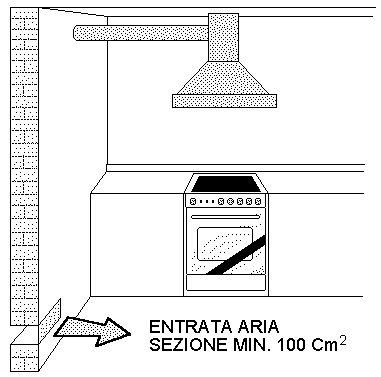 ENTRATA ARIA
SEZIONE MIN. 100 Cm²